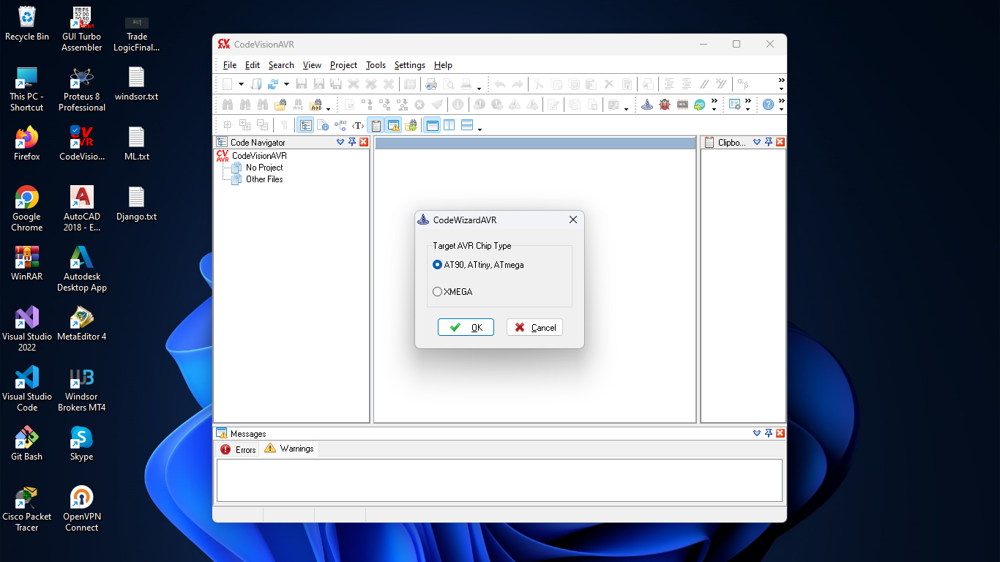 Recycle Bin
GUI Turbo
Assembler
Trade
LogicFinal...
This PC -
Shortcut
Proteus 8
Professional
windsor.txt
Firefox
CodeVisio...
ML.txt
Google
Chrome
AutoCAD
2018 - E...
Django.txt
WinRAR
Autodesk
Desktop App
Visual Studio
2022
MetaEditor 4
Visual Studio
Code
Windsor
Brokers MT4
Git Bash
Skype
Cisco Packet
Tracer
OpenVPN
Connect
CodeVisionAVR
File Edit Search View Project Tools Settings Help
Code Navigator
CodeVisionAVR
No Project
Other Files
Clipbo...
CodeWizardAVR
Target AVR Chip Type
AT90, ATtiny, ATmega
XMEGA
OK Cancel
Messages
Errors Warnings